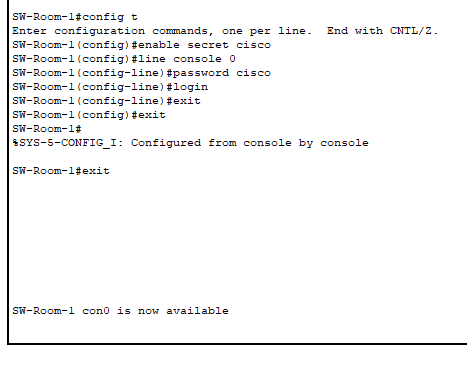 SW-Room-1#config t
Enter configuration commands, one per line.  End with CNTL/Z.
SW-Room-1(config)#enable secret cisco
SW-Room-1(config)#line console 0
SW-Room-1(config-line)#password cisco
SW-Room-1(config-line)#login
SW-Room-1(config-line)#exit
SW-Room-1(config)#exit
SW-Room-1#
%SYS-5-CONFIG_I: Configured from console by console
SW-Room-1#exit
SW-Room-1 con0 is now available